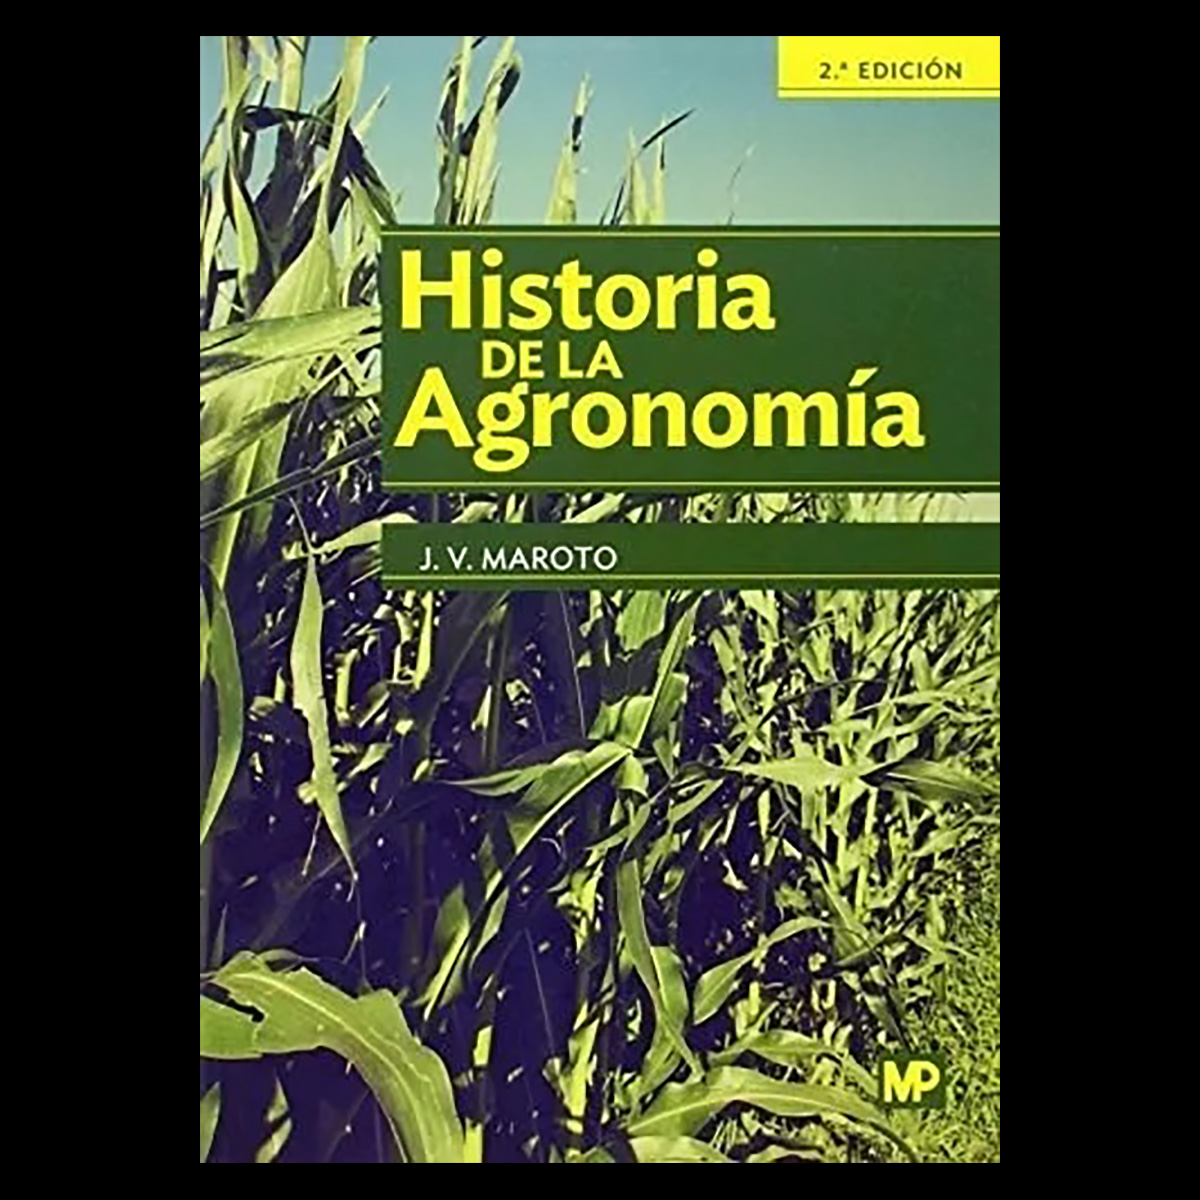 2.ª EDICIÓN
Historia
DE LA
Agronomía
J. V. MAROTO
MP